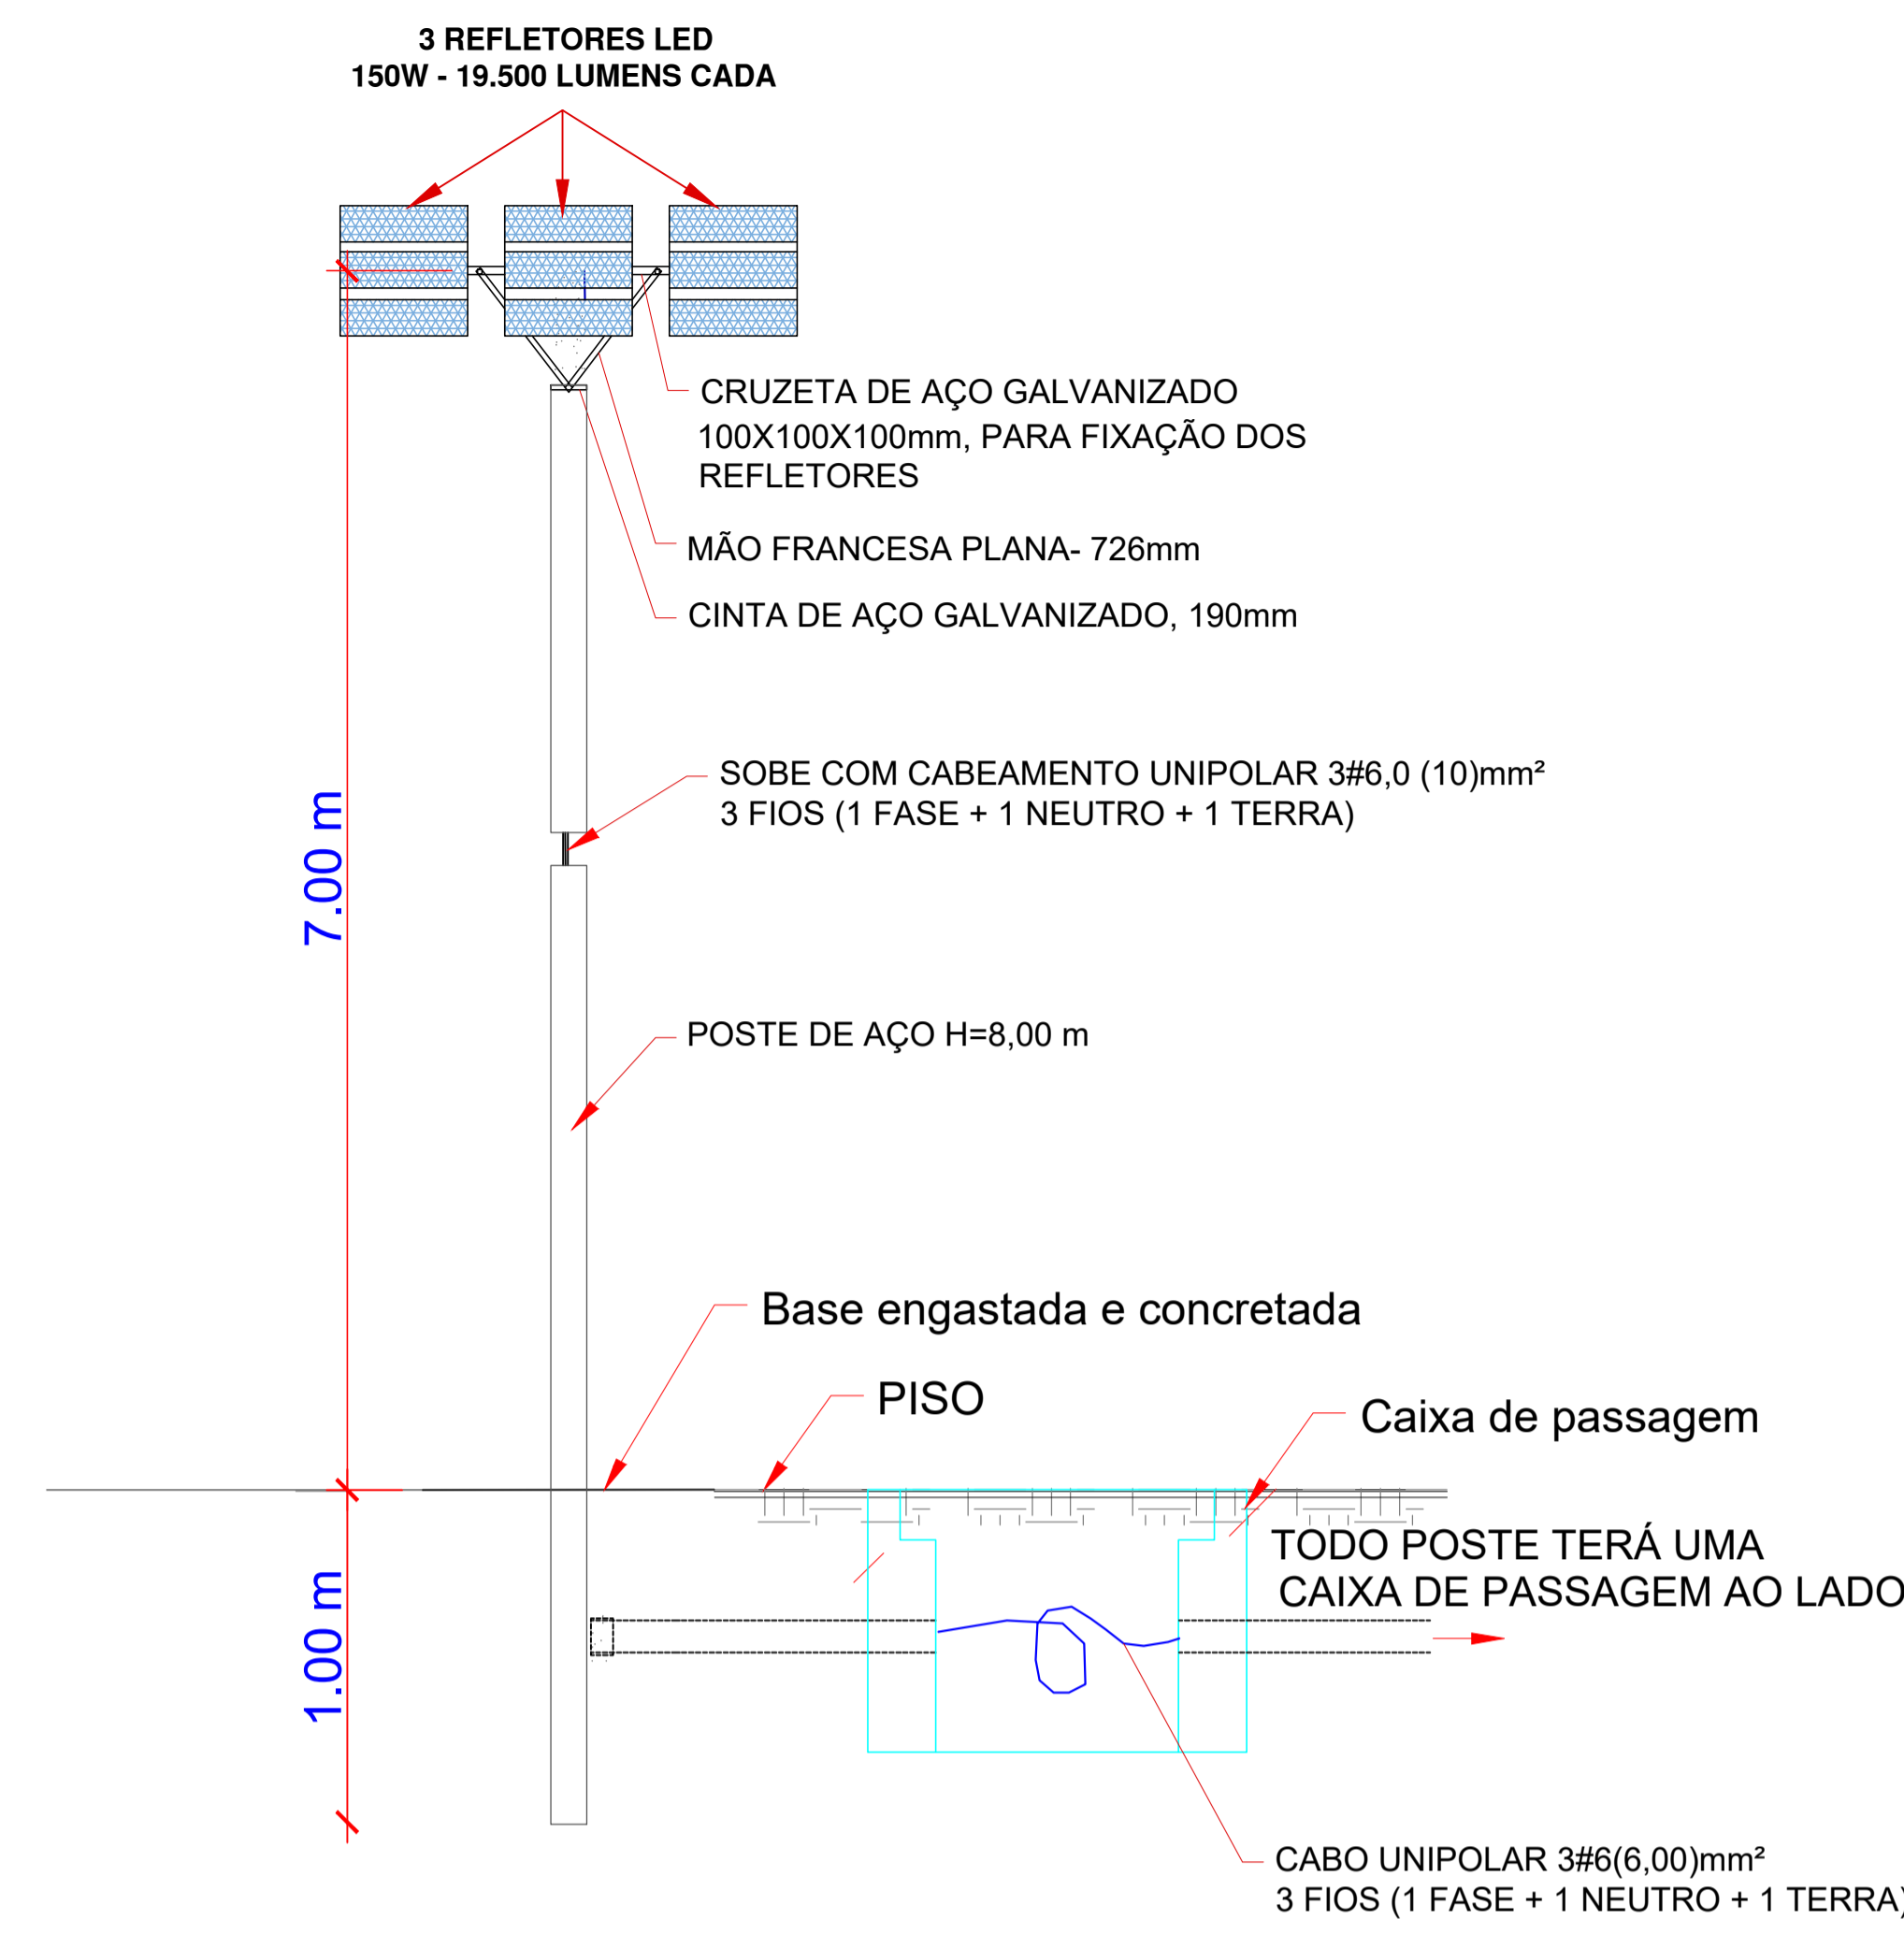 3 REFLETORES LED
150W - 19.500 LUMENS CADA
CRUZETA DE AÇO GALVANIZADO
100X100X100mm, PARA FIXAÇÃO DOS
REFLETORES
MÃO FRANCESA PLANA- 726mm
CINTA DE AÇO GALVANIZADO, 190mm
SOBE COM CABEAMENTO UNIPOLAR 3#6,0 (10)mm²
3 FIOS (1 FASE + 1 NEUTRO + 1 TERRA)
7.00 m
POSTE DE AÇO H=8,00 m
Base engastada e concretada
PISO
Caixa de passagem
TODO POSTE TERÁ UMA
CAIXA DE PASSAGEM AO LADO
1.00 m
CABO UNIPOLAR 3#6(6,00)mm²
3 FIOS (1 FASE + 1 NEUTRO + 1 TERRA)